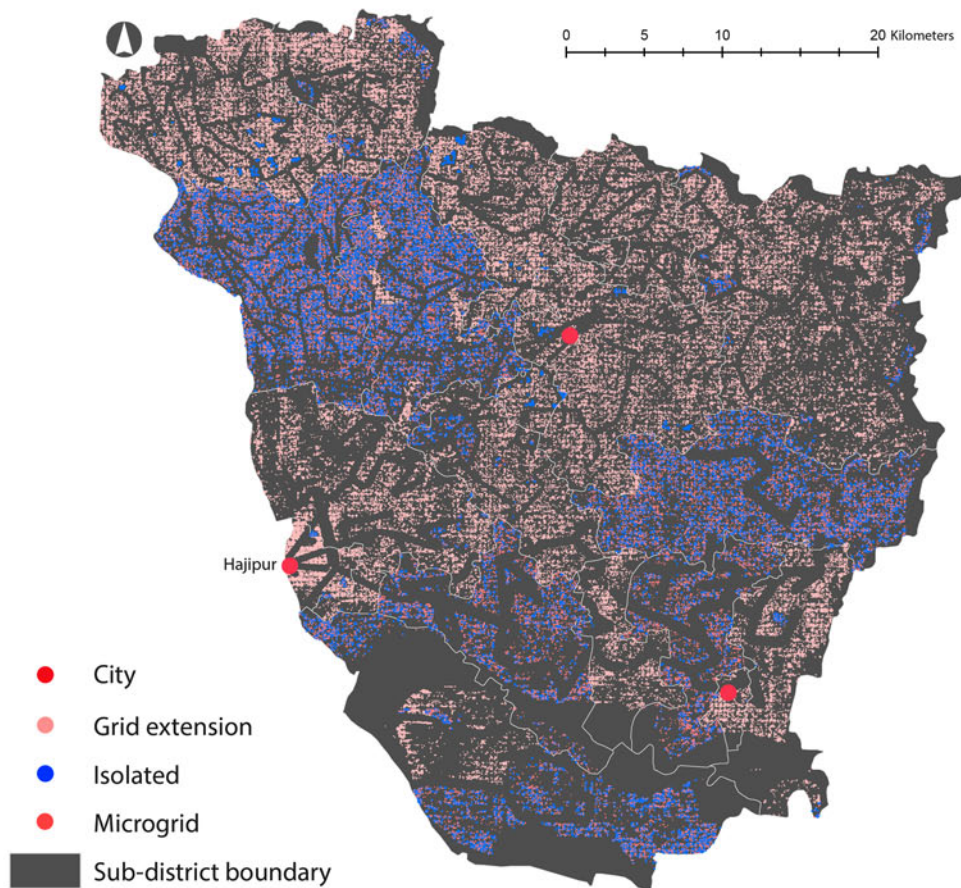 0 5 10 20 Kilometers
Hajipur
City
Grid extension
Isolated
Microgrid
Sub-district boundary